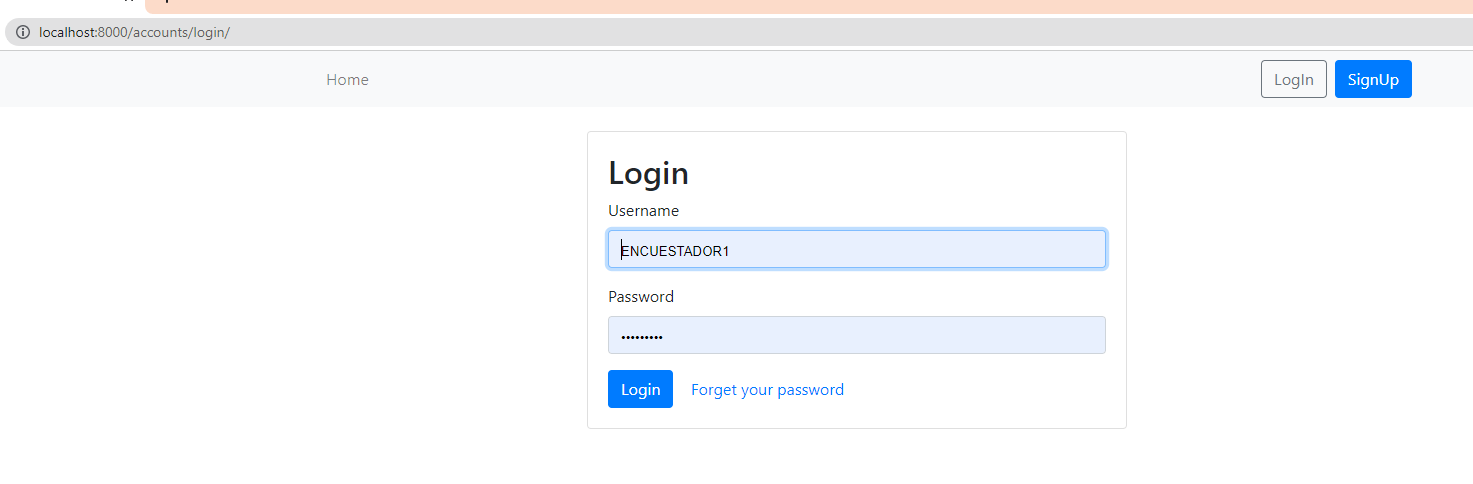 localhost:8000/accounts/login/
Home LogIn SignUp
Login
Username
ENCUESTADOR1
Password
•••••••••
Login Forget your password